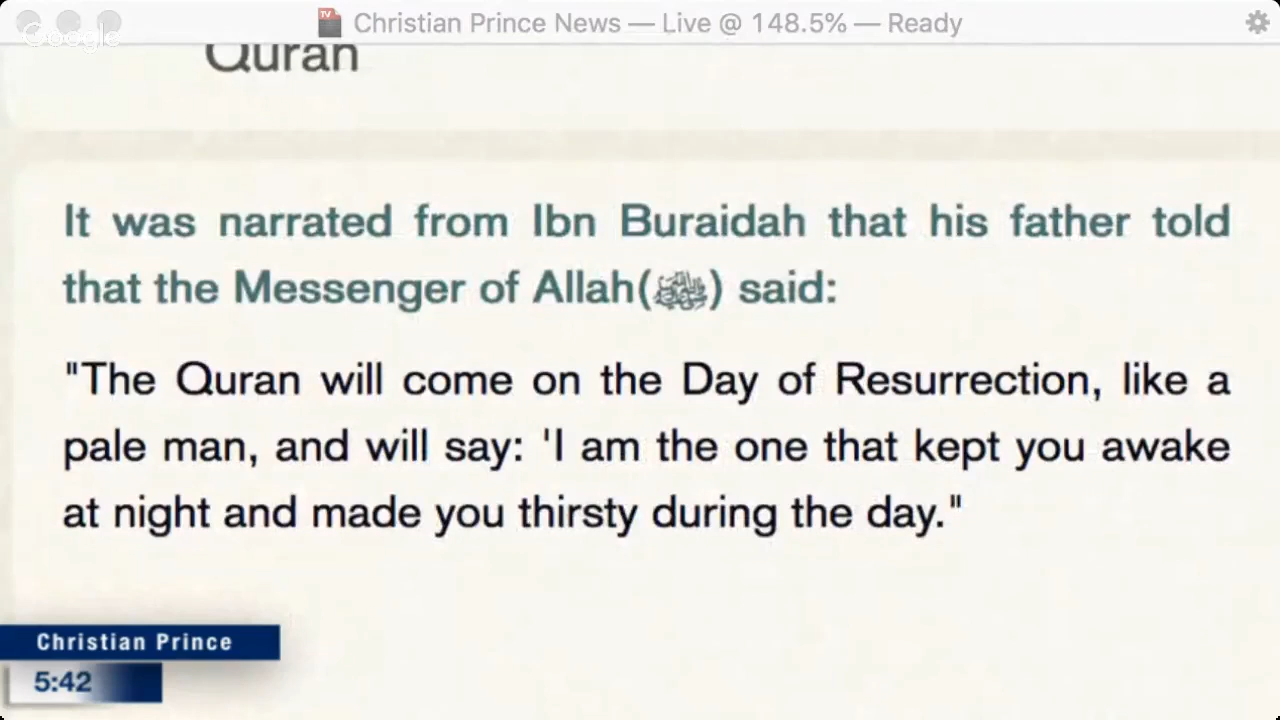 Google
Christian Prince News — Live @ 148.5% — Ready
Quran
It was narrated from Ibn Buraidah that his father told
that the Messenger of Allah(ﷺ) said:
"The Quran will come on the Day of Resurrection, like a
pale man, and will say: 'I am the one that kept you awake
at night and made you thirsty during the day."
Christian Prince
5:42